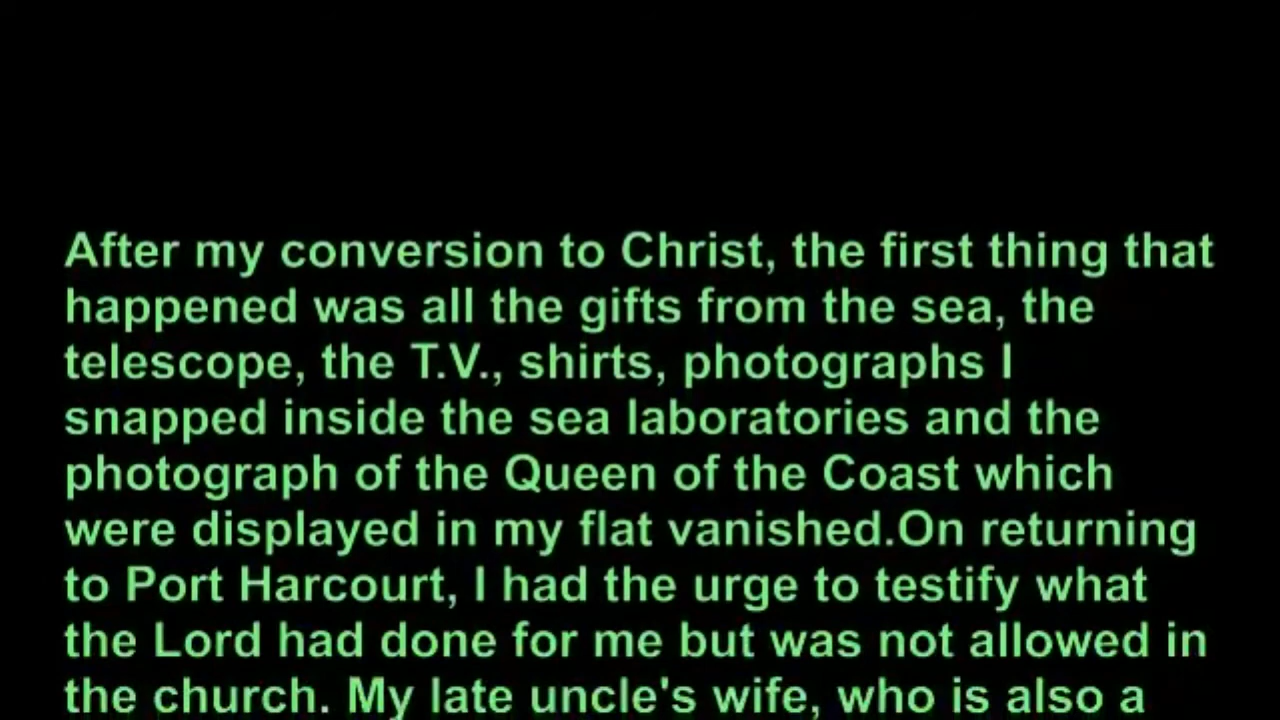 After my conversion to Christ, the first thing that
happened was all the gifts from the sea, the
telescope, the T.V., shirts, photographs I
snapped inside the sea laboratories and the
photograph of the Queen of the Coast which
were displayed in my flat vanished.On returning
to Port Harcourt, I had the urge to testify what
the Lord had done for me but was not allowed in
the church. My late uncle's wife, who is also a